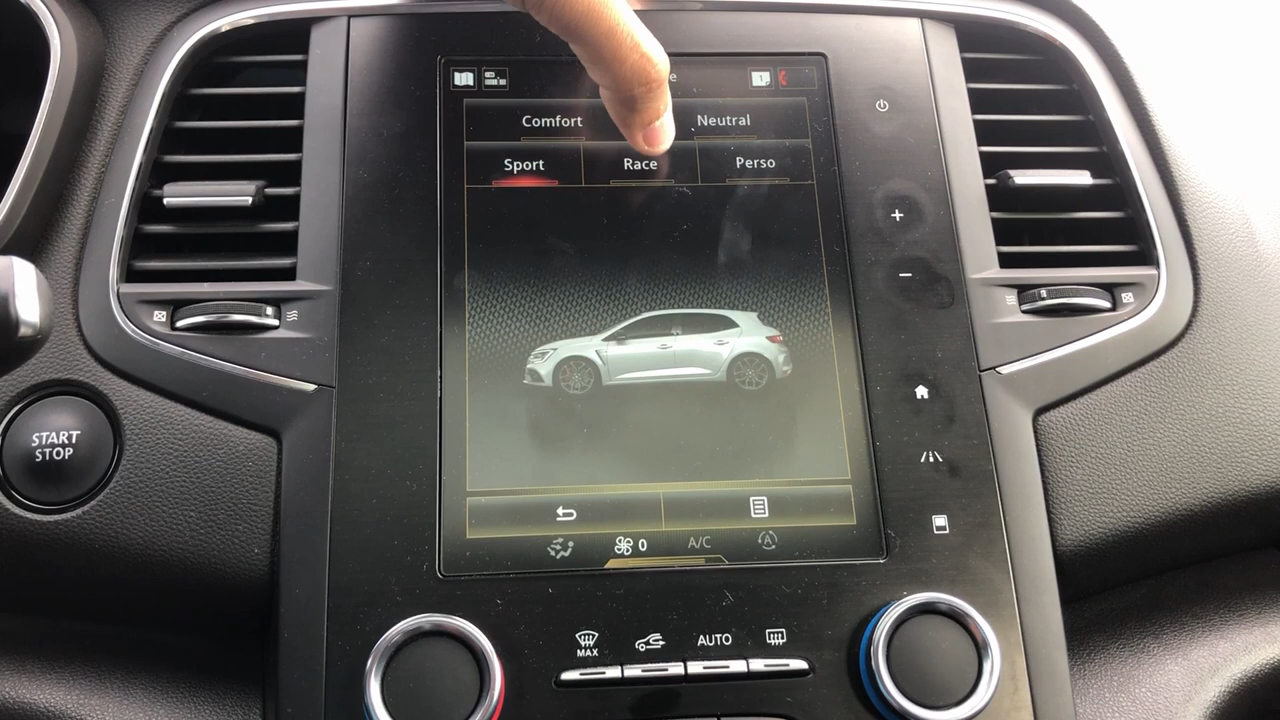 Comfort Neutral
Sport Race Perso
START
STOP
0 A/C
MAX
AUTO